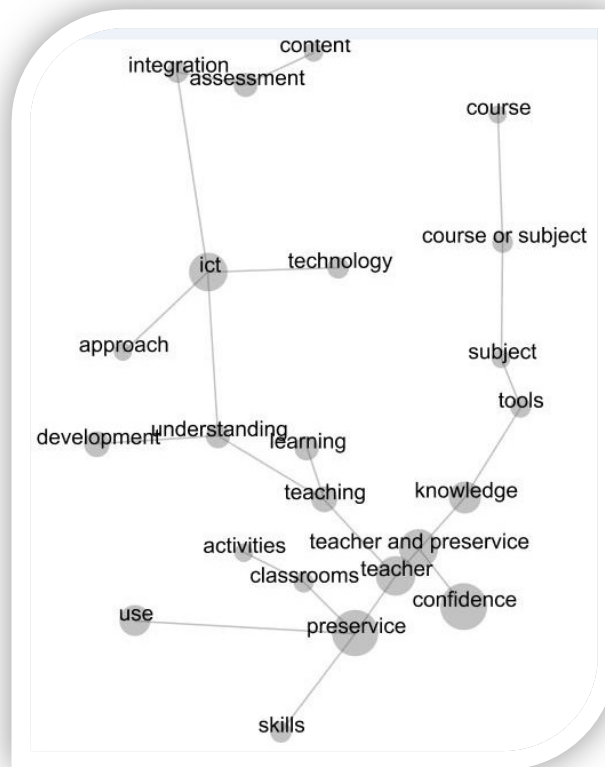 content
integration
assessment
course
course or subject
ict
technology
approach
subject
tools
understanding
development
learning
teaching
knowledge
teacher and preservice
activities
teacher
classrooms
confidence
use
preservice
skills